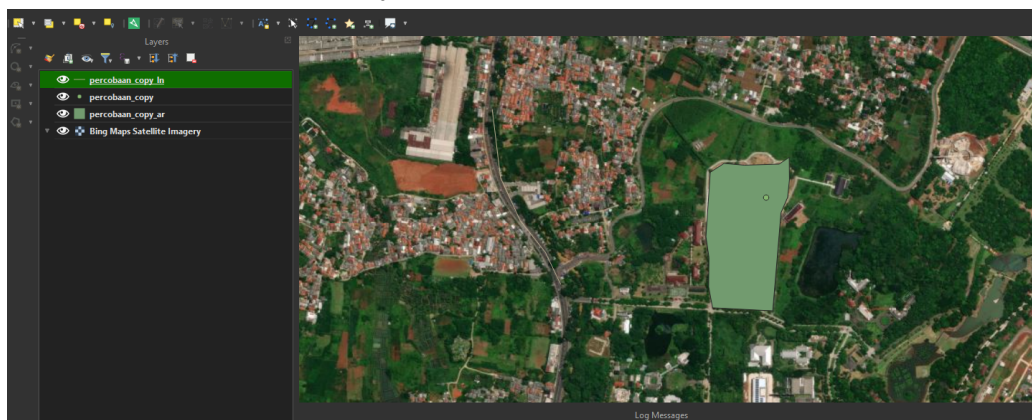 Layers
percobaan_copy_ln
percobaan_copy
percobaan_copy_ar
Bing Maps Satellite Imagery
Log Messages